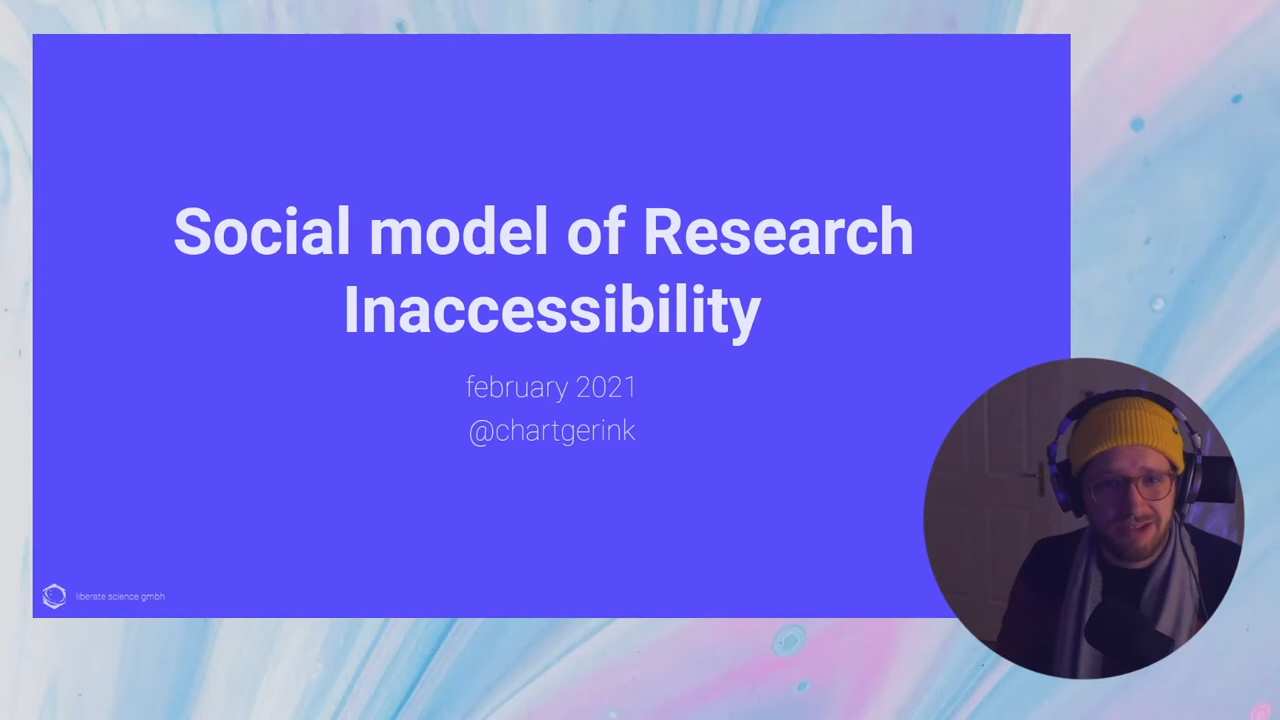 Social model of Research
Inaccessibility
february 2021
@chartgerink
liberate science gmbh